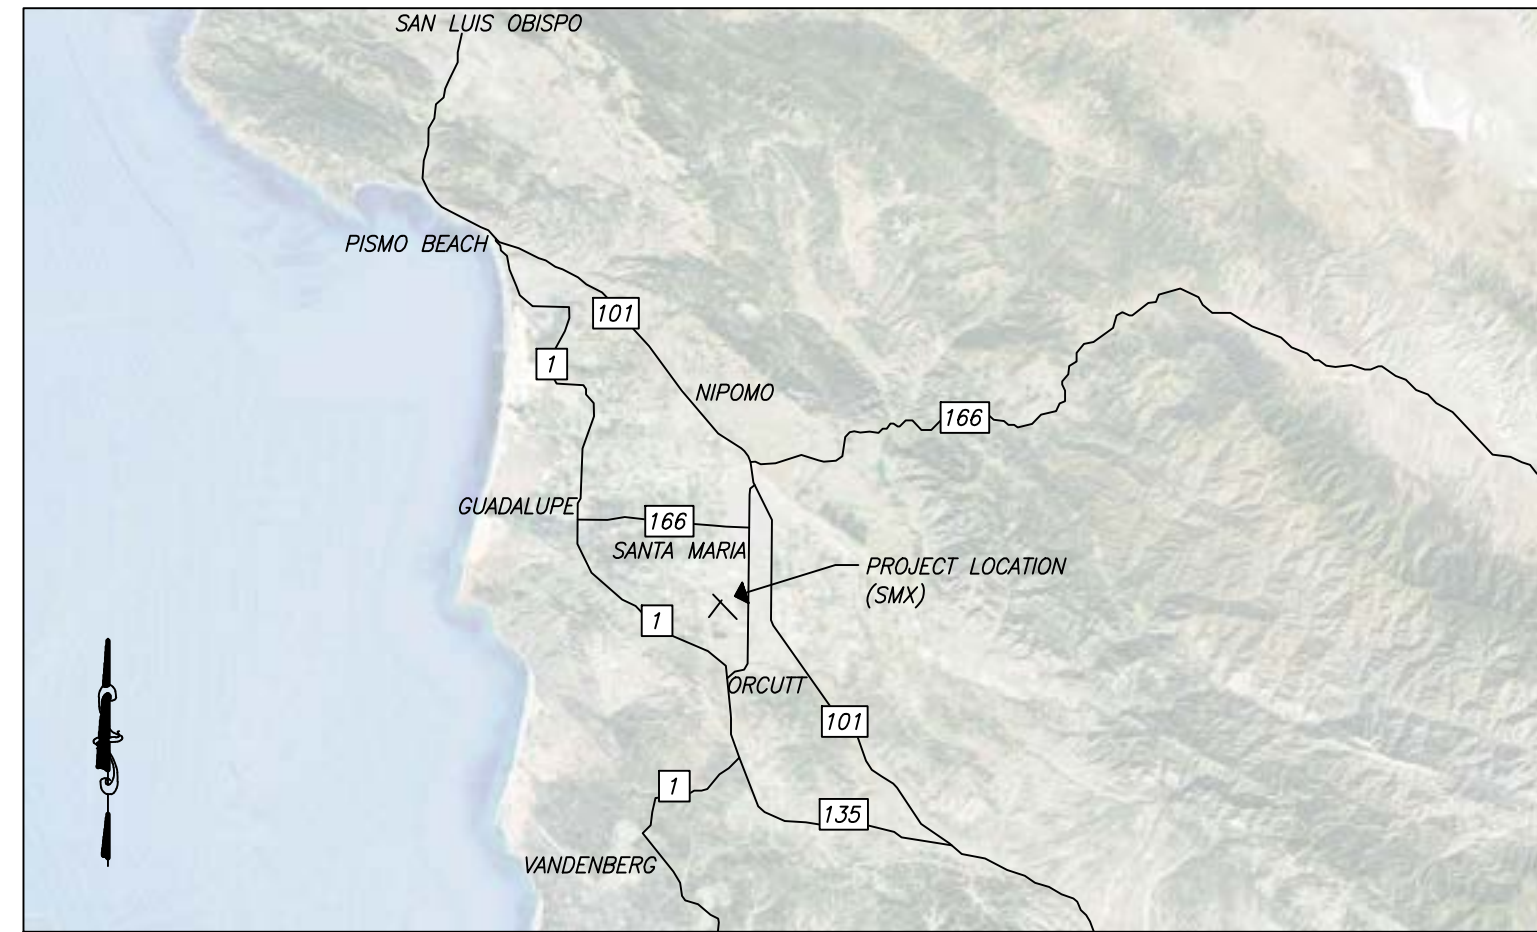 SAN LUIS OBISPO
PISMO BEACH
101
1
NIPOMO
166
GUADALUPE
166
SANTA MARIA
PROJECT LOCATION
(SMX)
1
ORCUTT
101
1
135
VANDENBERG